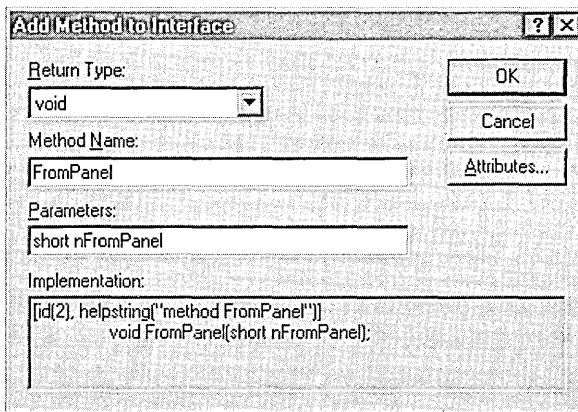 Add Method to Interface
Return Type:
void
Method Name:
FromPanel
Parameters:
short nFromPanel
Implementation:
[id(2), helpstring("method FromPanel")]
void FromPanel(short nFromPanel);
OK
Cancel
Attributes...